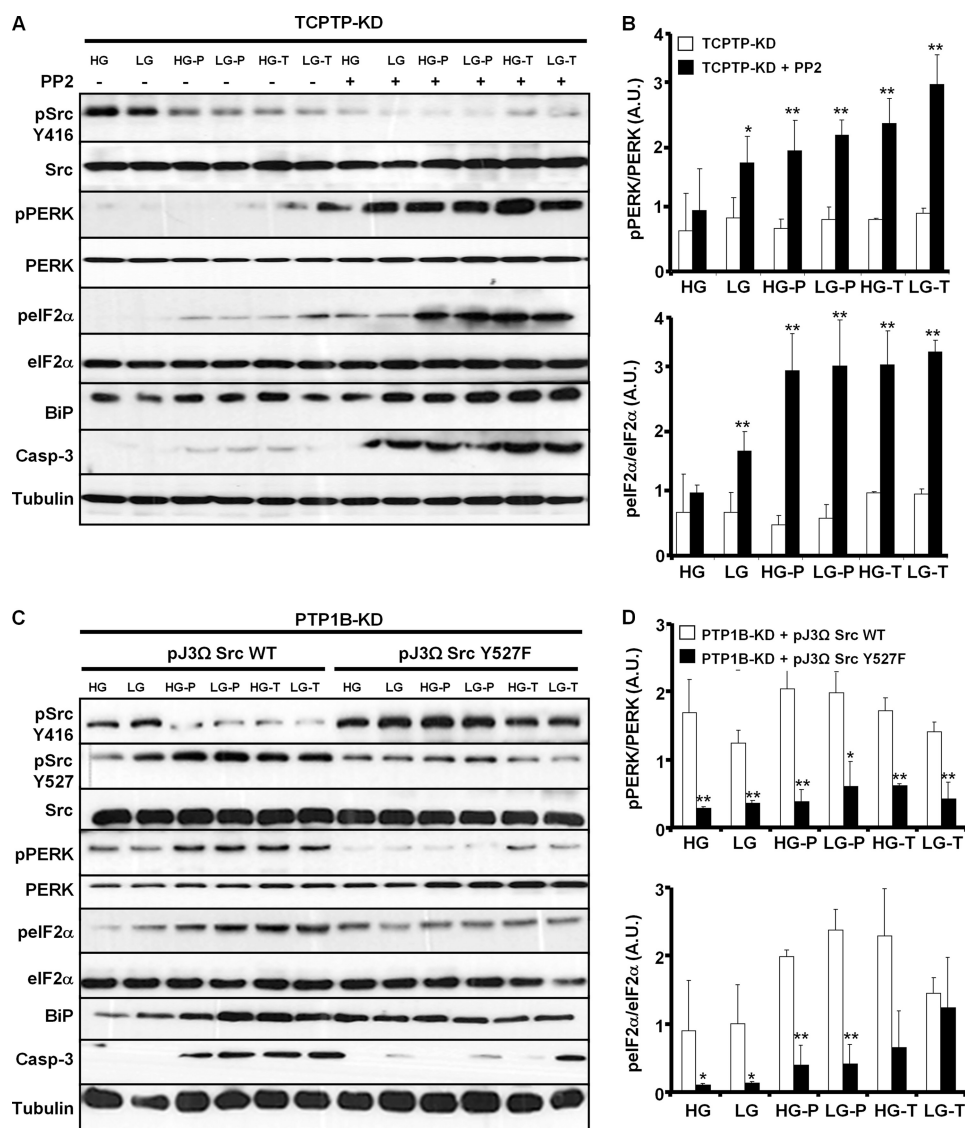 A
TCPTP-KD
HG LG HG-P LG-P HG-T LG-T HG LG HG-P LG-P HG-T LG-T
PP2 - - - - - - + + + + + +
pSrc
Y416
Src
pPERK
PERK
peIF2α
eIF2α
BiP
Casp-3
Tubulin
B
TCPTP-KD
TCPTP-KD + PP2
pPERK/PERK (A.U.)
4
3
2
1
0
* ** ** ** **
HG LG HG-P LG-P HG-T LG-T
peIF2α/eIF2α (A.U.)
4
3
2
1
0
** ** ** ** **
HG LG HG-P LG-P HG-T LG-T
C
PTP1B-KD
pJ3Ω Src WT pJ3Ω Src Y527F
HG LG HG-P LG-P HG-T LG-T HG LG HG-P LG-P HG-T LG-T
pSrc
Y416
pSrc
Y527
Src
pPERK
PERK
peIF2α
eIF2α
BiP
Casp-3
Tubulin
D
PTP1B-KD + pJ3Ω Src WT
PTP1B-KD + pJ3Ω Src Y527F
pPERK/PERK (A.U.)
3
2
1
0
** ** ** * ** **
HG LG HG-P LG-P HG-T LG-T
peIF2α/eIF2α (A.U.)
3
2
1
0
* * ** **
HG LG HG-P LG-P HG-T LG-T